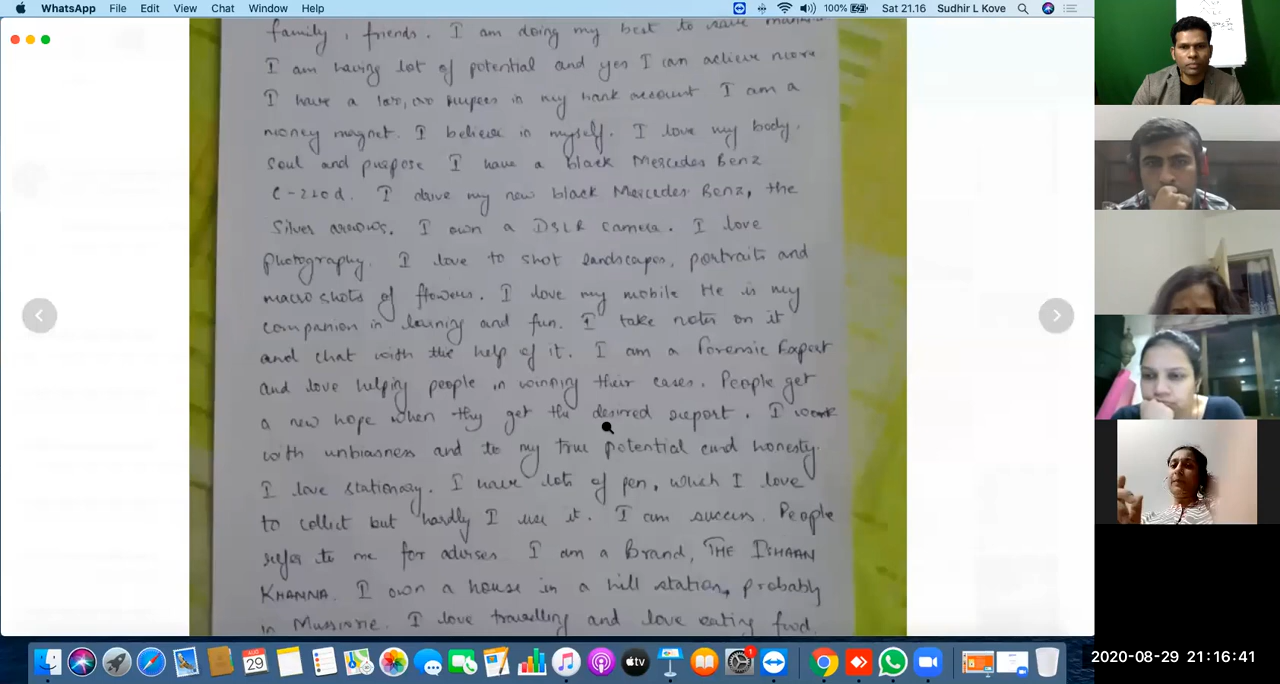 WhatsApp File Edit View Chat Window Help 100% Sat 21.16 Sudhir L Kove
family, friends. I am doing my best to
I am having lot of potential and yes I can achieve more
I have a Rupees in my bank account I am a
money magnet. I believe in myself. I love my body,
soul and purpose I have a black Mercedes Benz
C-220d. I drive my new black Mercedes Benz, the
Silver arrows. I own a DSLR camera. I love
photography. I love to shot landscapes, portraits and
macro shots of flowers. I love my mobile He is my
companion in learning and fun. I take notes on it
and chat with the help of it. I am a Forensic Expert
and love helping people in winning their cases. People get
a new hope when they get the desired report. I work
with unbiasness and to my true potential and honesty.
I love stationary. I have lots of pen, which I love
to collect but hardly I use it. I am success. People
refer to me for advises I am a Brand, THE ISHAAN
KHANNA. I own a house in a hill station, probably
in Mussorie. I love travelling and love eating food.
AUG
29
tv
1
2020-08-29 21:16:41